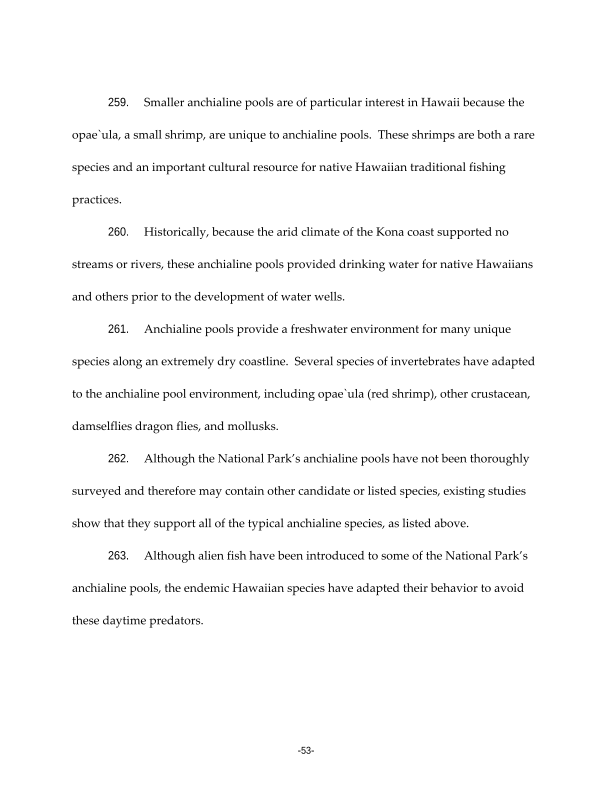 259. Smaller anchialine pools are of particular interest in Hawaii because the
opae`ula, a small shrimp, are unique to anchialine pools. These shrimps are both a rare
species and an important cultural resource for native Hawaiian traditional fishing
practices.
260. Historically, because the arid climate of the Kona coast supported no
streams or rivers, these anchialine pools provided drinking water for native Hawaiians
and others prior to the development of water wells.
261. Anchialine pools provide a freshwater environment for many unique
species along an extremely dry coastline. Several species of invertebrates have adapted
to the anchialine pool environment, including opae`ula (red shrimp), other crustacean,
damselflies dragon flies, and mollusks.
262. Although the National Park’s anchialine pools have not been thoroughly
surveyed and therefore may contain other candidate or listed species, existing studies
show that they support all of the typical anchialine species, as listed above.
263. Although alien fish have been introduced to some of the National Park’s
anchialine pools, the endemic Hawaiian species have adapted their behavior to avoid
these daytime predators.
-53-